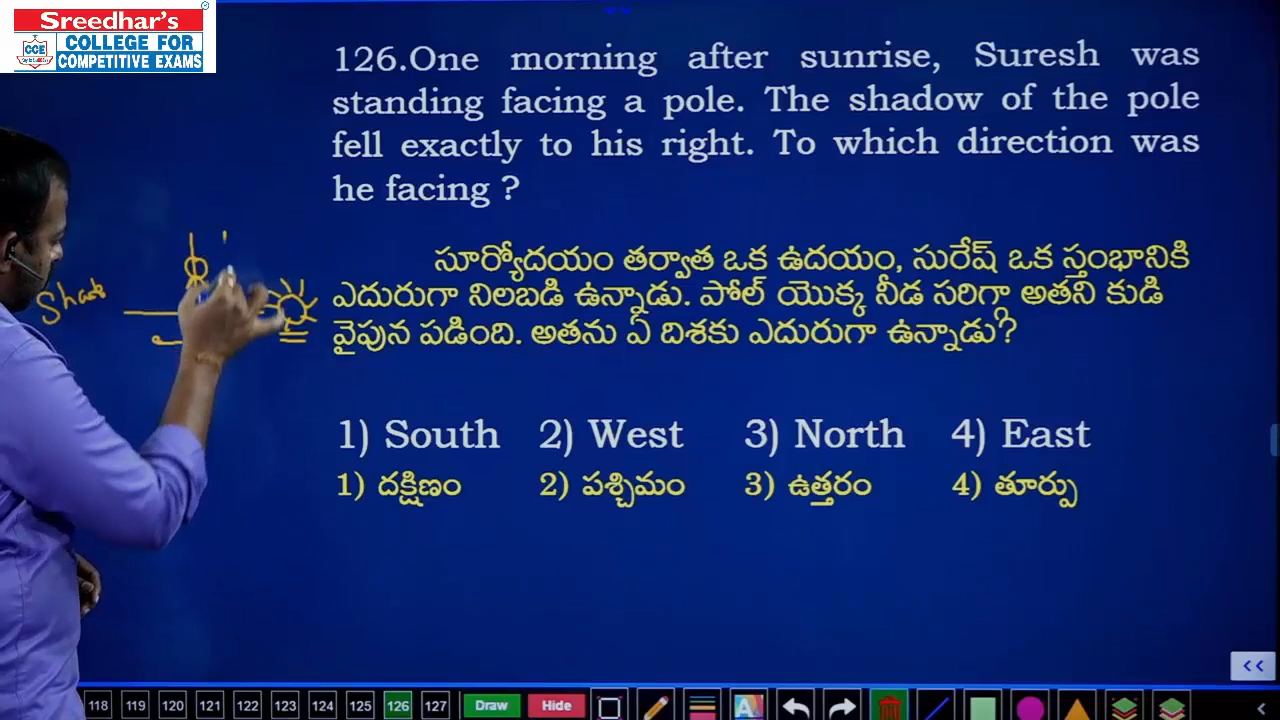 Sreedhar's
CCE
COLLEGE FOR
COMPETITIVE EXAMS
126.One morning after sunrise, Suresh was
standing facing a pole. The shadow of the pole
fell exactly to his right. To which direction was
he facing ?
సూర్యోదయం తర్వాత ఒక ఉదయం, సురేష్ ఒక స్తంభానికి
ఎదురుగా నిలబడి ఉన్నాడు. పోల్ యొక్క నీడ సరిగ్గా అతని కుడి
వైపున పడింది. అతను ఏ దిశకు ఎదురుగా ఉన్నాడు?
1) South 2) West 3) North 4) East
1) దక్షిణం 2) పశ్చిమం 3) ఉత్తరం 4) తూర్పు
<<
118 119 120 121 122 123 124 125 126 127 Draw Hide